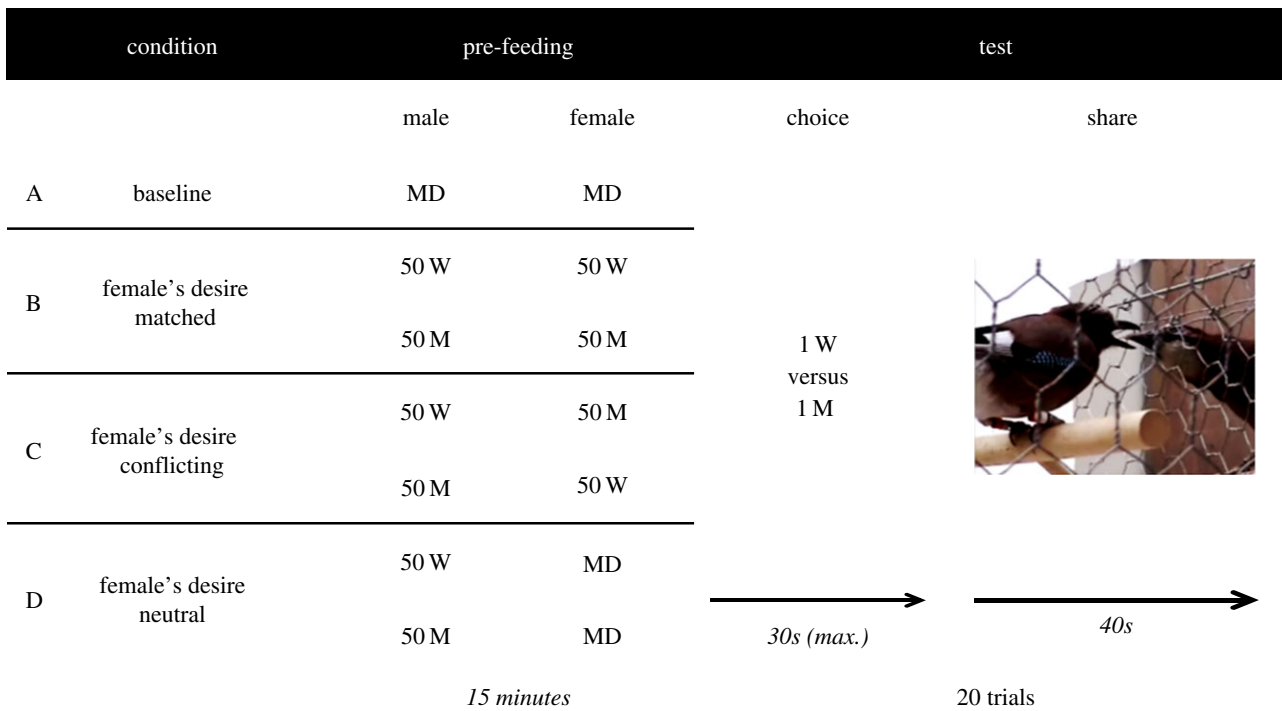 condition pre-feeding test
male female choice share
A baseline MD MD
50 W 50 W
B female's desire
matched
50 M 50 M
1 W
versus
1 M
50 W 50 M
C female's desire
conflicting
50 M 50 W
50 W MD
D female's desire
neutral
50 M MD
30s (max.) 40s
15 minutes 20 trials